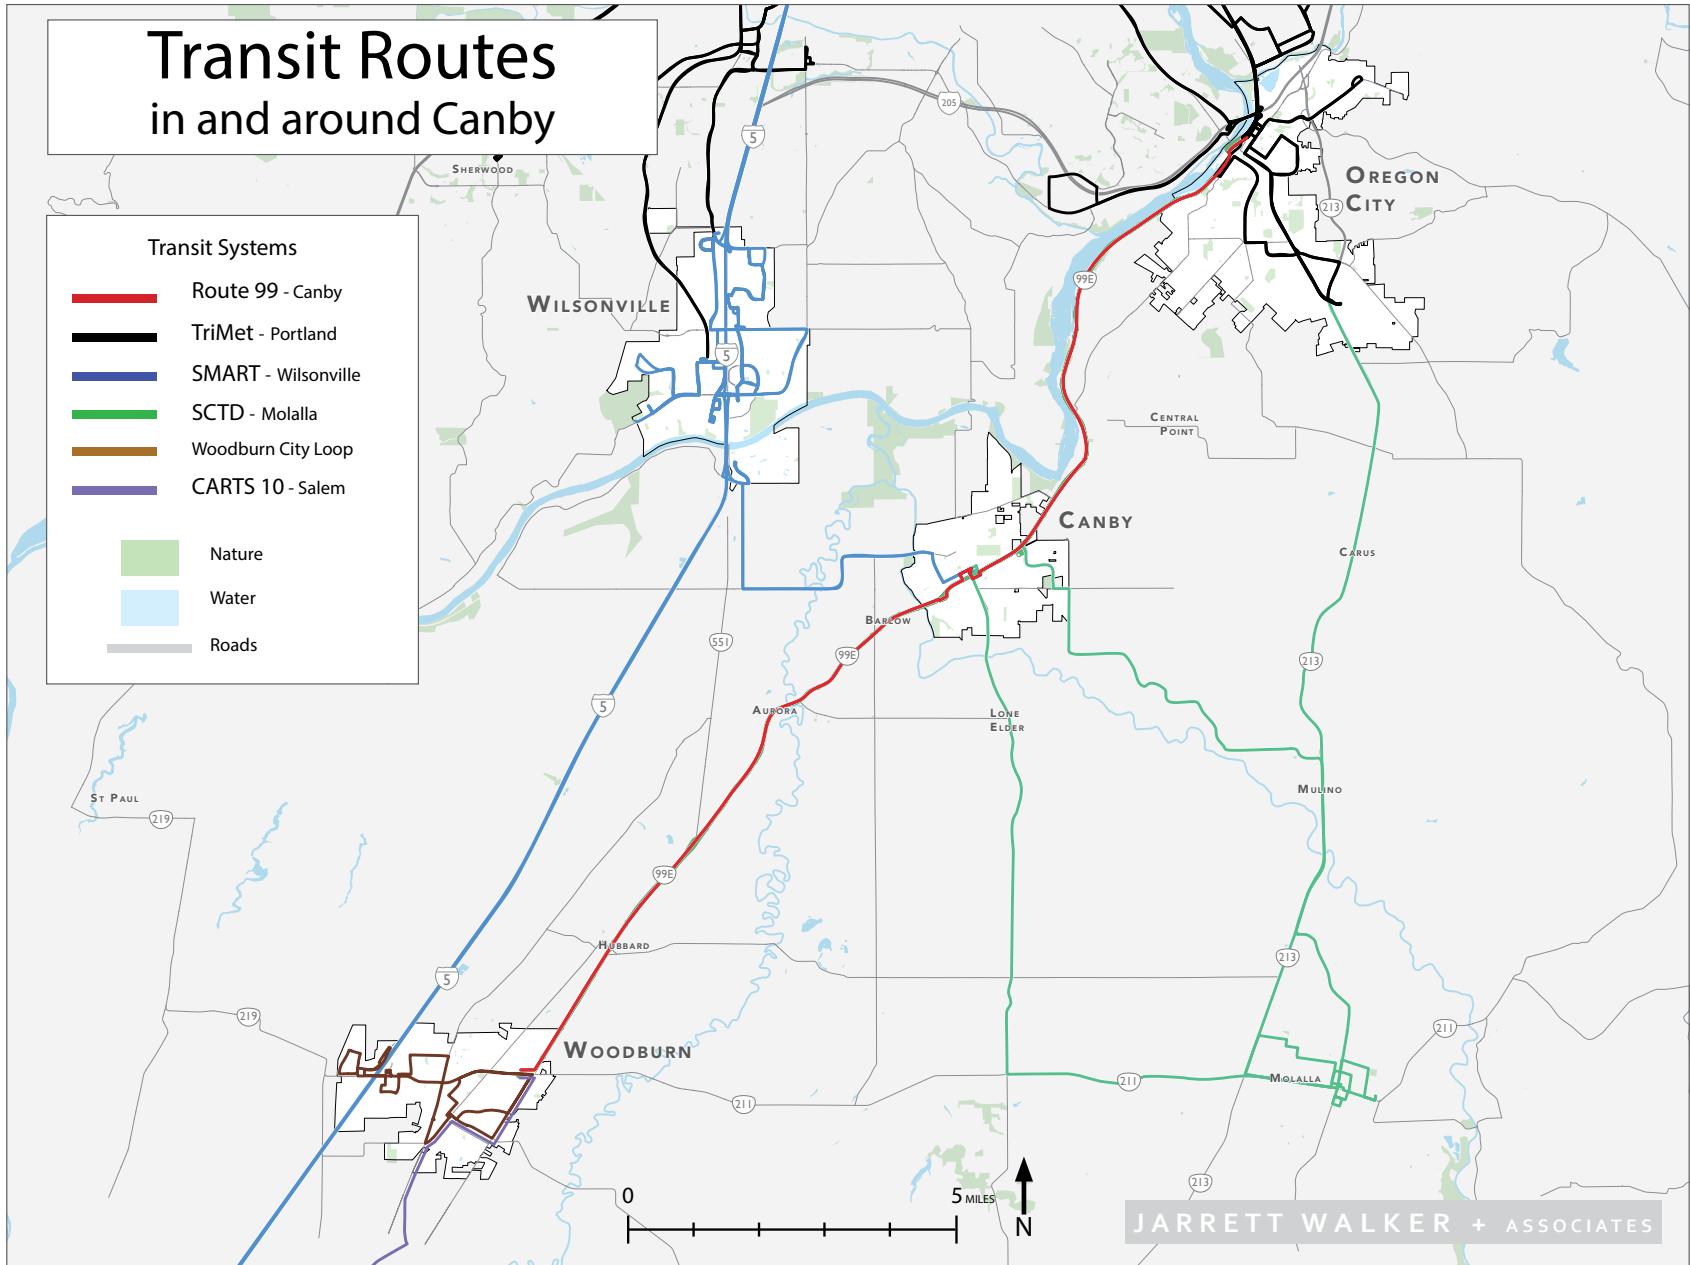 Transit Routes
in and around Canby
Transit Systems
Route 99 - Canby
TriMet - Portland
SMART - Wilsonville
SCTD - Molalla
Woodburn City Loop
CARTS 10 - Salem
Nature
Water
Roads
SHERWOOD
5
205
OREGON
CITY
213
WILSONVILLE
99E
5
CENTRAL
POINT
CANBY
CARUS
BARLOW
551
99E
213
5
AURORA
LONE
ELDER
MULINO
ST PAUL
219
99E
HUBBARD
213
5
219
211
WOODBURN
211
211
MOLALLA
213
0
5 MILES
N
JARRETT WALKER + ASSOCIATES